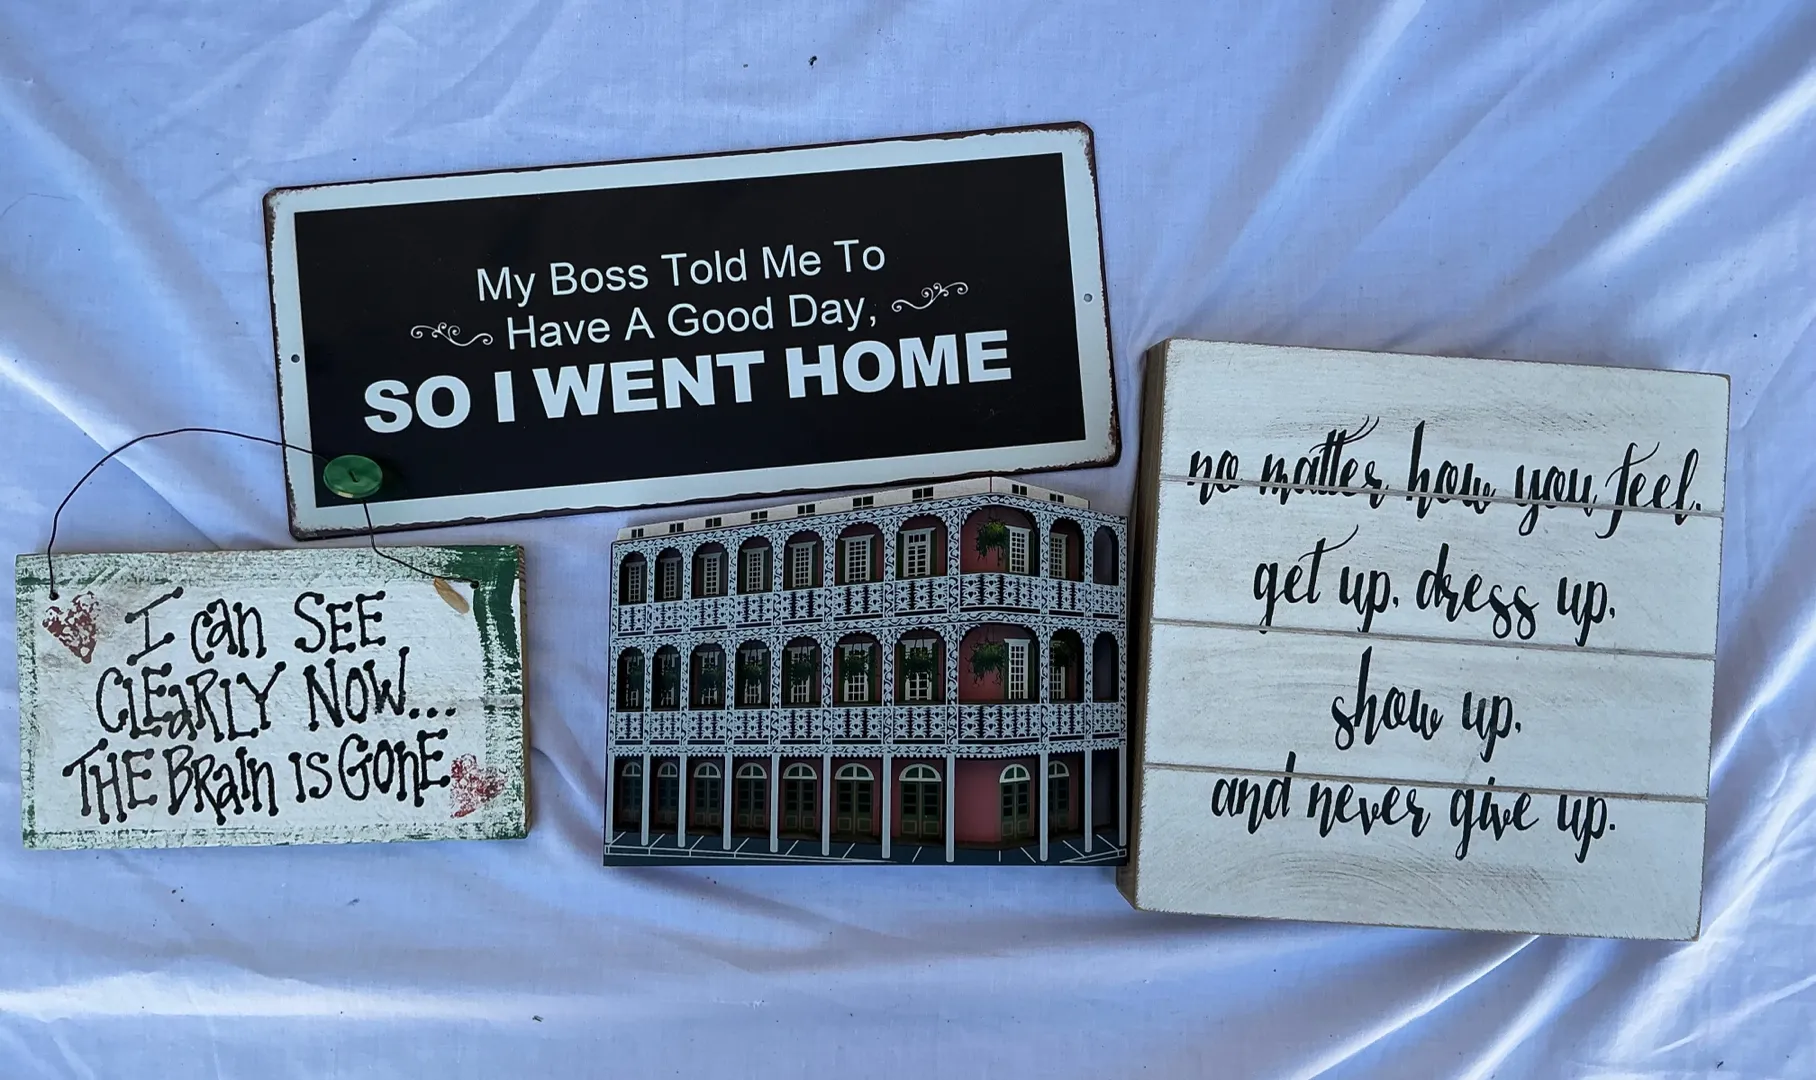 My Boss Told Me To
Have A Good Day,
SO I WENT HOME
I can SEE
CLEaRLY NOW...
THE BRain IS GOnE
no matter how you feel.
get up. dress up.
show up.
and never give up.